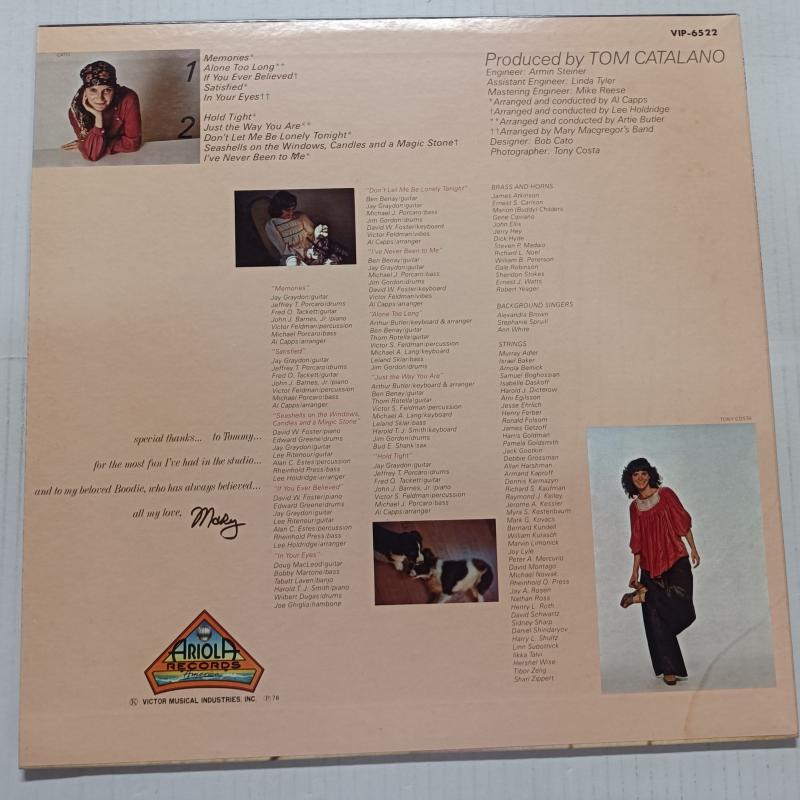 VIP-6522
CATO
1
Memories*
Alone Too Long**
If You Ever Believed†
Satisfied*
In Your Eyes††
2
Hold Tight*
Just the Way You Are**
Don't Let Me Be Lonely Tonight*
Seashells on the Windows, Candles and a Magic Stone†
I've Never Been to Me*
Produced by TOM CATALANO
Engineer: Armin Steiner
Assistant Engineer: Linda Tyler
Mastering Engineer: Mike Reese
*Arranged and conducted by Al Capps
†Arranged and conducted by Lee Holdridge
**Arranged and conducted by Artie Butler
††Arranged by Mary Macgregor's Band
Designer: Bob Cato
Photographer: Tony Costa
"Memories"
Jay Graydon/guitar
Jeffrey T. Porcaro/drums
Fred O. Tackett/guitar
John J. Barnes, Jr./piano
Victor Feldman/percussion
Michael Porcaro/bass
Al Capps/arranger
"Satisfied"
Jay Graydon/guitar
Jeffrey T. Porcaro/drums
Fred O. Tackett/guitar
John J. Barnes, Jr./piano
Victor Feldman/percussion
Michael Porcaro/bass
Al Capps/arranger
"Seashells on the Windows,
Candles and a Magic Stone"
David W. Foster/piano
Edward Greene/drums
Jay Graydon/guitar
Lee Ritenour/guitar
Alan C. Estes/percussion
Rheinhold Press/bass
Lee Holdridge/arranger
"If You Ever Believed"
David W. Foster/piano
Edward Greene/drums
Jay Graydon/guitar
Lee Ritenour/guitar
Alan C. Estes/percussion
Rheinhold Press/bass
Lee Holdridge/arranger
"In Your Eyes"
Doug MacLeod/guitar
Bobby Martone/bass
Tabatt Laven/banjo
Harold T. J. Smith/piano
Wilbert Dugas/drums
Joe Ghiglia/hambone
"Don't Let Me Be Lonely Tonight"
Ben Benay/guitar
Jay Graydon/guitar
Michael J. Porcaro/bass
Jim Gordon/drums
David W. Foster/keyboard
Victor Feldman/vibes
Al Capps/arranger
"I've Never Been to Me"
Ben Benay/guitar
Jay Graydon/guitar
Michael J. Porcaro/bass
Jim Gordon/drums
David W. Foster/keyboard
Victor Feldman/vibes
Al Capps/arranger
"Alone Too Long"
Arthur Butler/keyboard & arranger
Ben Benay/guitar
Thom Rotella/guitar
Victor S. Feldman/percussion
Michael A. Lang/keyboard
Leland Sklar/bass
Jim Gordon/drums
"Just the Way You Are"
Arthur Butler/keyboard & arranger
Ben Benay/guitar
Thom Rotella/guitar
Victor S. Feldman/percussion
Michael A. Lang/keyboard
Leland Sklar/bass
Harold T. J. Smith/keyboard
Jim Gordon/drums
Bud E. Shank/sax
"Hold Tight"
Jay Graydon/guitar
Jeffrey T. Porcaro/drums
Fred O. Tackett/guitar
John J. Barnes, Jr./piano
Victor S. Feldman/percussion
Michael J. Porcaro/bass
Al Capps/arranger
BRASS AND HORNS
James Atkinson
Ernest S. Carlson
Marion (Buddy) Childers
Gene Cipriano
John Ellis
Jerry Hey
Dick Hyde
Steven P. Madaio
Richard L. Noel
William B. Peterson
Gale Robinson
Sheridon Stokes
Ernest J. Watts
Robert Yeager
BACKGROUND SINGERS
Alexandra Brown
Stephanie Spruill
Ann White
STRINGS
Murray Adler
Israel Baker
Arnold Belnick
Samuel Boghossian
Isabelle Daskoff
Harold J. Dicterow
Arni Egilsson
Jesse Ehrlich
Henry Ferber
Ronald Folsom
James Getzoff
Harris Goldman
Pamela Goldsmith
Jack Gootkin
Debbie Grossman
Allan Harshman
Armand Kaproff
Dennis Karmazyn
Richard S. Kaufman
Raymond J. Kelley
Jerome A. Kessler
Myra S. Kestenbaum
Mark G. Kovacs
Bernard Kundell
William Kurasch
Marvin Limonick
Joy Lyle
Peter A. Mercurio
David Montago
Michael Nowak
Rheinhold O. Press
Jay A. Rosen
Nathan Ross
Henry L. Roth
David Schwartz
Sidney Sharp
Daniel Shindaryov
Harry L. Shultz
Linn Subotnick
Ilkka Talvi
Hershel Wise
Tibor Zelig
Shari Zippert
special thanks... to Tommy...
for the most fun I've had in the studio...
and to my beloved Boodie, who has always believed...
all my love, Mary
TONY COSTA
ARIOLA
RECORDS
America
Ⓚ VICTOR MUSICAL INDUSTRIES, INC. Ⓟ 78